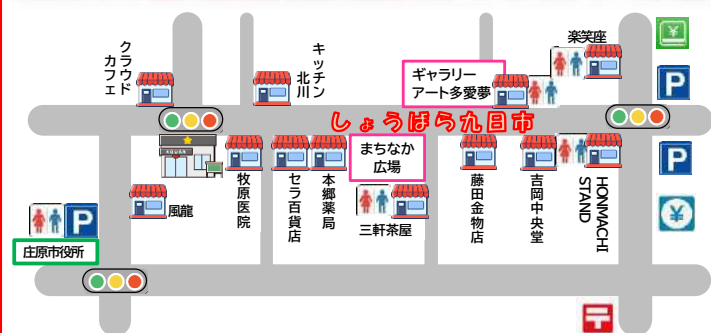 クラウド
カフェ
キッチン
北川
ギャラリー
アート多愛夢
楽笑座
P
しょうばら九日市
まちなか
広場
牧原医院
セラ百貨店
本郷薬局
三軒茶屋
藤田金物店
吉岡中央堂
HONMACHI
STAND
P
¥
風龍
P
庄原市役所